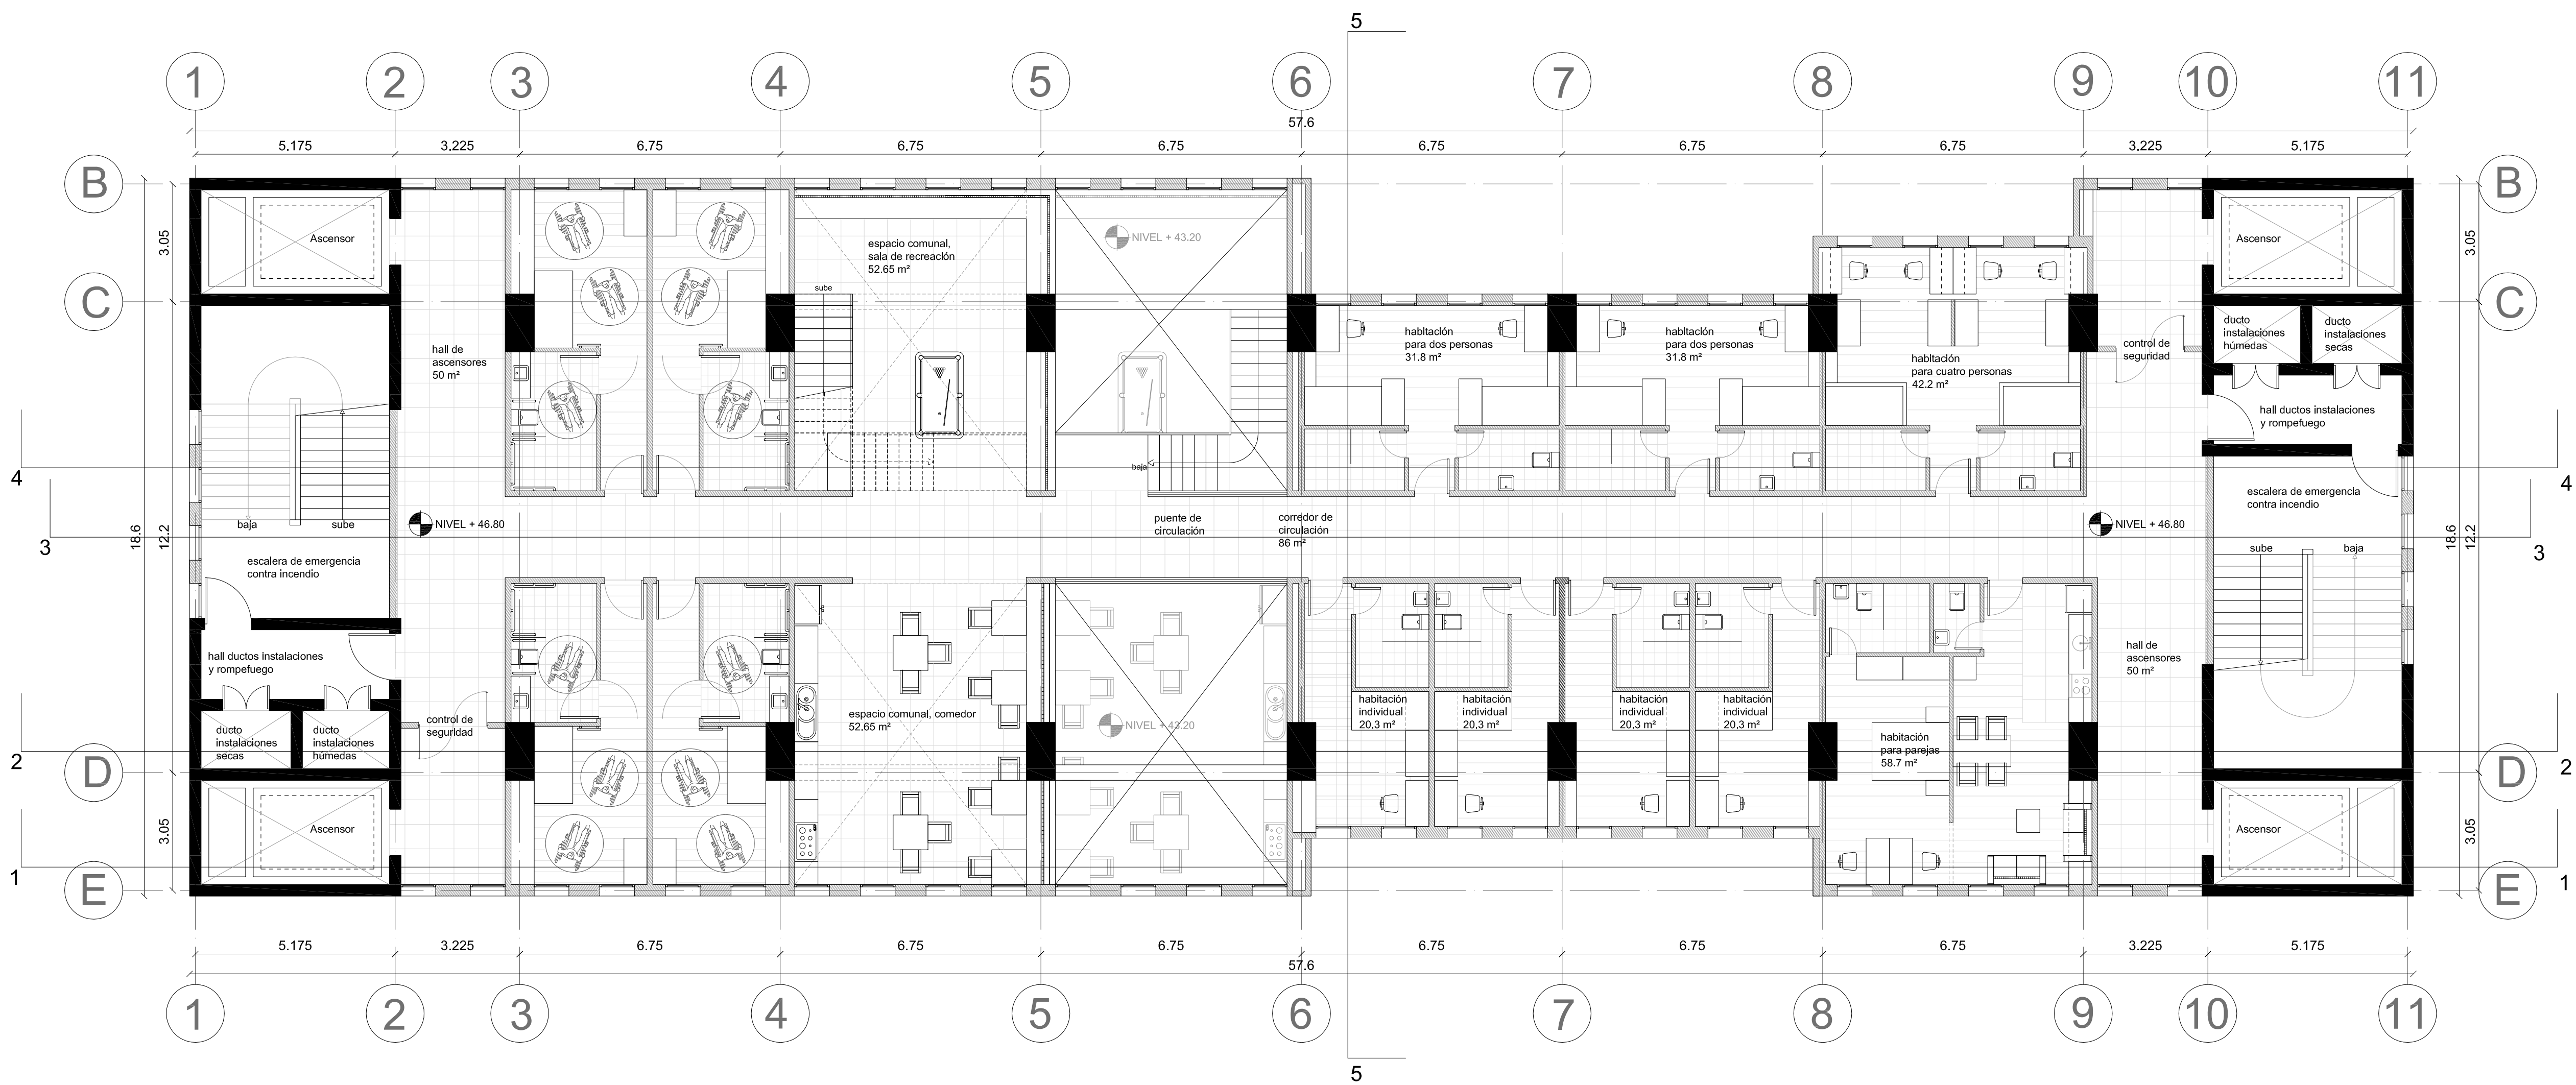 5
1 2 3 4 5 6 7 8 9 10 11
57.6
5.175 3.225 6.75 6.75 6.75 6.75 6.75 6.75 3.225 5.175
B B
3.05 3.05
Ascensor
Ascensor
NIVEL + 43.20
espacio comunal,
sala de recreación
52.65 m²
sube
C C
ducto
instalaciones
húmedas
ducto
instalaciones
secas
hall de
ascensores
50 m²
habitación
para dos personas
31.8 m²
habitación
para dos personas
31.8 m²
habitación
para cuatro personas
42.2 m²
control de
seguridad
hall ductos instalaciones
y rompefuego
4 4
baja
18.6 12.2
18.6 12.2
baja sube
NIVEL + 46.80
puente de
circulación
corredor de
circulación
86 m²
NIVEL + 46.80
escalera de emergencia
contra incendio
3 3
escalera de emergencia
contra incendio
sube baja
hall ductos instalaciones
y rompefuego
hall de
ascensores
50 m²
habitación
individual
20.3 m²
habitación
individual
20.3 m²
habitación
individual
20.3 m²
habitación
individual
20.3 m²
espacio comunal, comedor
52.65 m²
NIVEL + 43.20
control de
seguridad
ducto
instalaciones
secas
ducto
instalaciones
húmedas
habitación
para parejas
58.7 m²
2 2
D D
3.05 3.05
Ascensor
Ascensor
1 1
E E
5.175 3.225 6.75 6.75 6.75 6.75 6.75 6.75 3.225 5.175
57.6
1 2 3 4 5 6 7 8 9 10 11
5